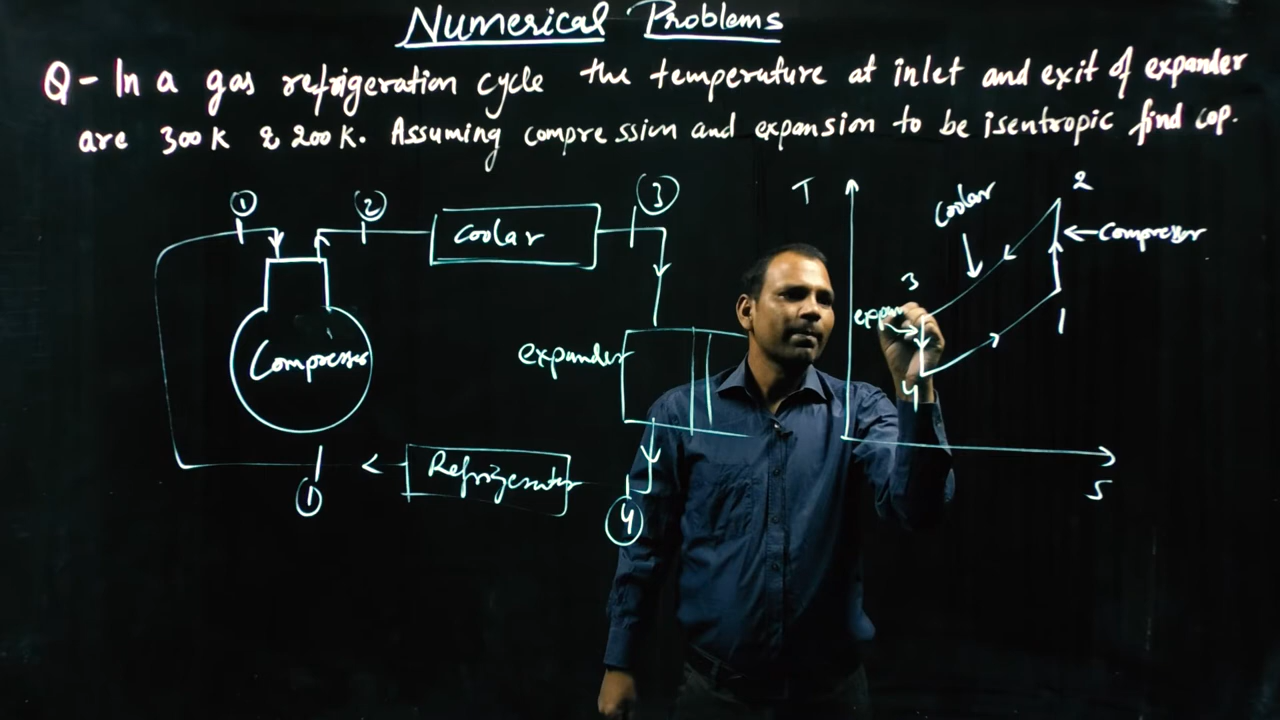 Numerical Problems
Q - In a gas refrigeration cycle the temperature at inlet and exit of expander
are 300 K & 200 K. Assuming compression and expansion to be isentropic find cop.
1
2
Coolar
3
Compressor
expander
Refrigerator
1
4
T
Coolar
2
Compressor
3
expan
1
4
S